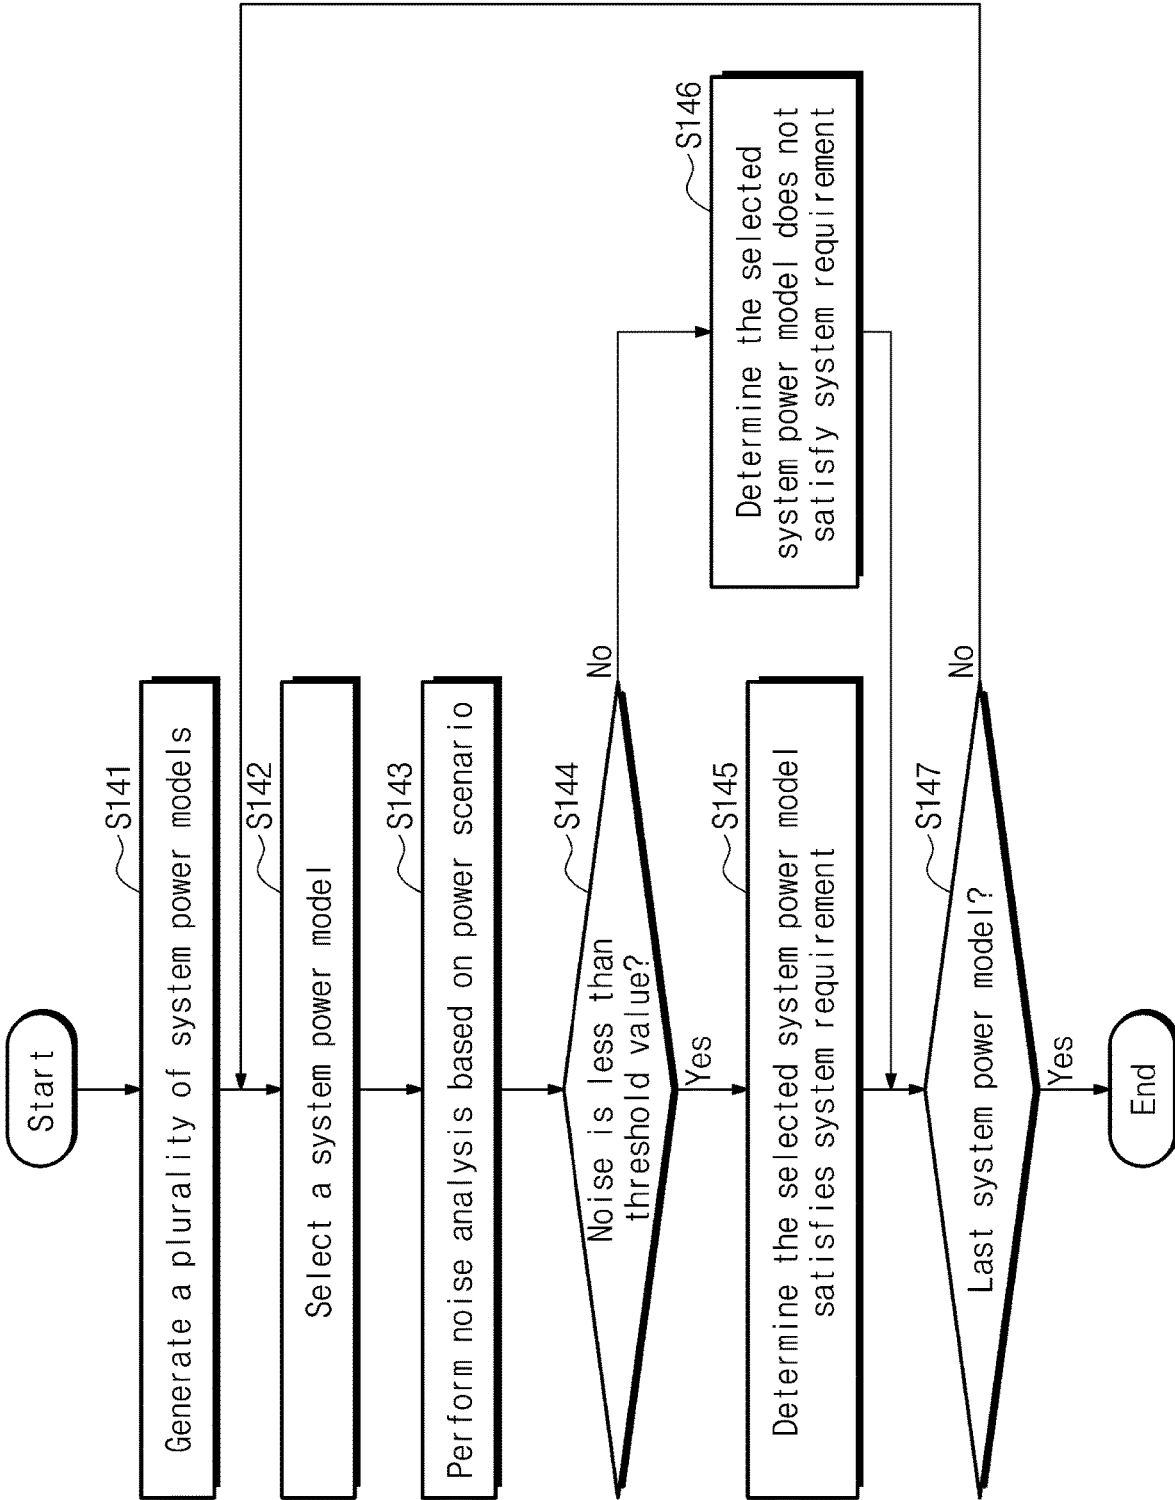 Start
S141
Generate a plurality of system power models
S142
Select a system power model
S143
Perform noise analysis based on power scenario
S144
Noise is less than
threshold value?
No
Yes
S146
Determine the selected
system power model does not
satisfy system requirement
S145
Determine the selected system power model
satisfies system requirement
S147
Last system power model?
No
Yes
End